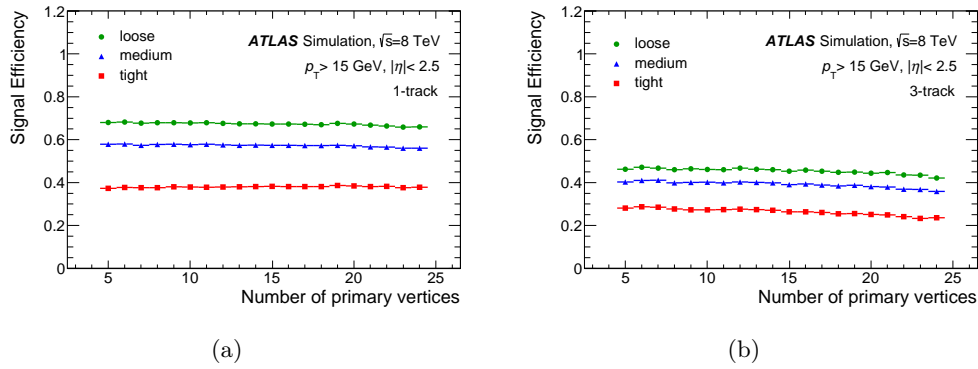 Signal Efficiency
1.2
1
0.8
0.6
0.4
0.2
0
loose
medium
tight
ATLAS Simulation, √s=8 TeV
p_T> 15 GeV, |η|< 2.5
1-track
5 10 15 20 25
Number of primary vertices
(a)
Signal Efficiency
1.2
1
0.8
0.6
0.4
0.2
0
loose
medium
tight
ATLAS Simulation, √s=8 TeV
p_T> 15 GeV, |η|< 2.5
3-track
5 10 15 20 25
Number of primary vertices
(b)